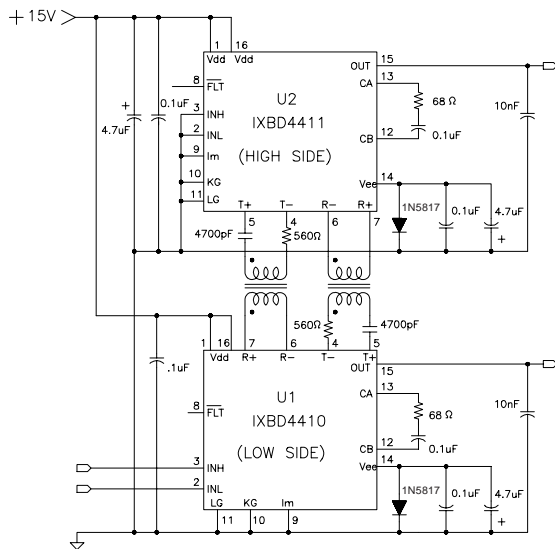 + 15V
1 16
Vdd Vdd
OUT 15
8 FLT
CA 13
+
4.7uF
0.1uF
U2
IXBD4411
(HIGH SIDE)
68 Ω
0.1uF
10nF
3 INH
2 INL
9 Im
10 KG
11 LG
CB 12
Vee 14
1N5817
0.1uF
4.7uF
+
T+ T− R− R+
5 4 6 7
4700pF
560Ω
560Ω
4700pF
.1uF
1 16 7 6 4 5
Vdd R+ R− T− T+
OUT 15
U1
IXBD4410
(LOW SIDE)
CA 13
8 FLT
68 Ω
0.1uF
10nF
CB 12
3 INH
2 INL
Vee 14
1N5817
0.1uF
4.7uF
+
LG KG Im
11 10 9